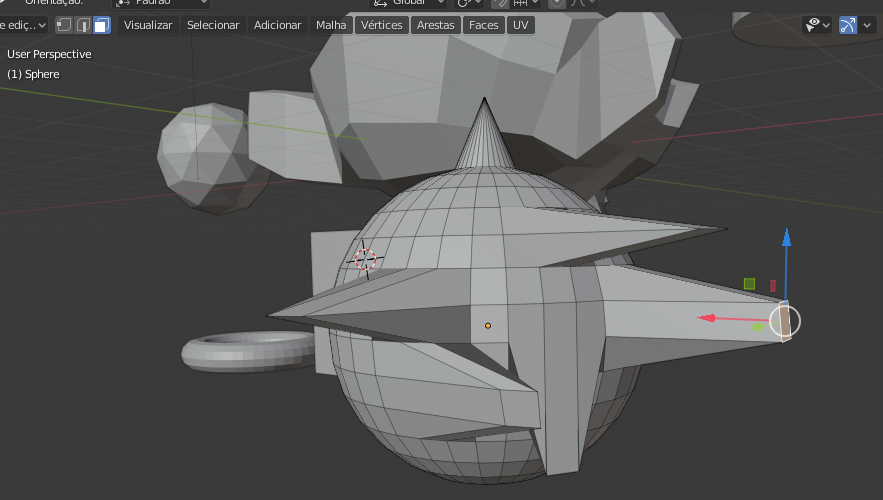 Orientação: Padrão Global
e ediç.. Visualizar Selecionar Adicionar Malha Vértices Arestas Faces UV
User Perspective
(1) Sphere